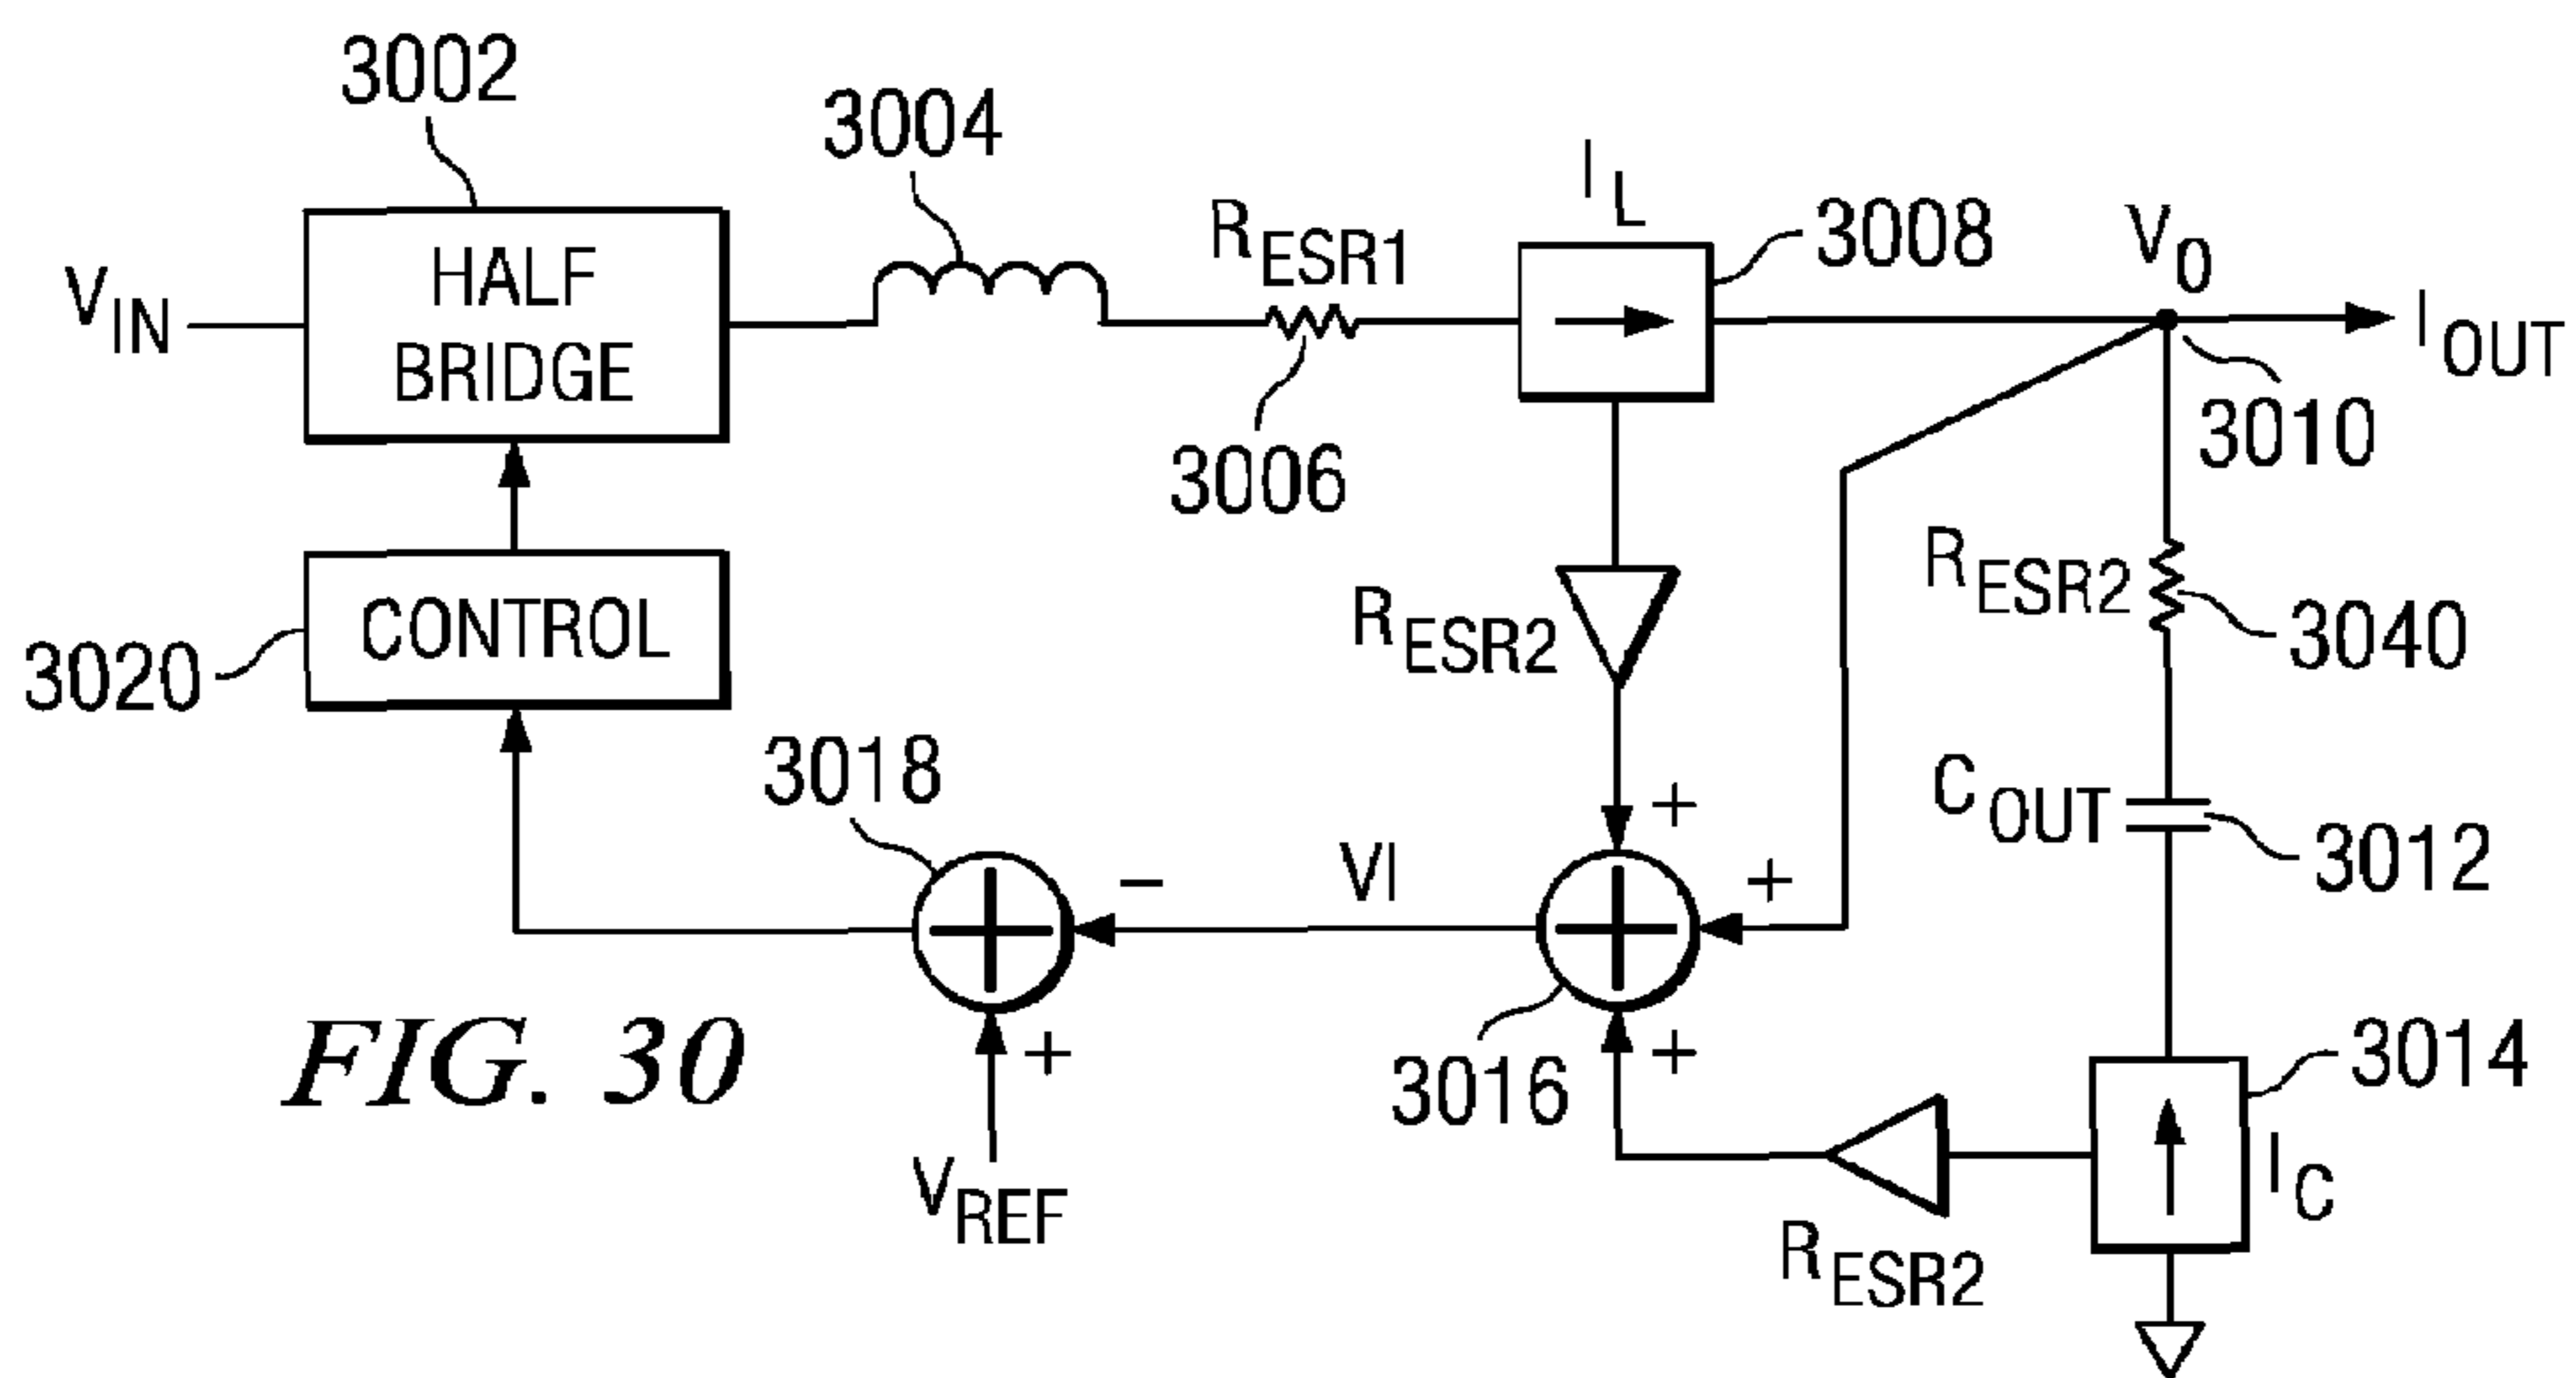 3002
3004
I_L
3008
V_O
HALF
BRIDGE
V_IN
R_ESR1
I_OUT
3010
3006
R_ESR2
R_ESR2
3040
CONTROL
3020
3018
+
C_OUT
3012
VI
−
+
3014
FIG. 30
+
3016
+
I_C
V_REF
R_ESR2